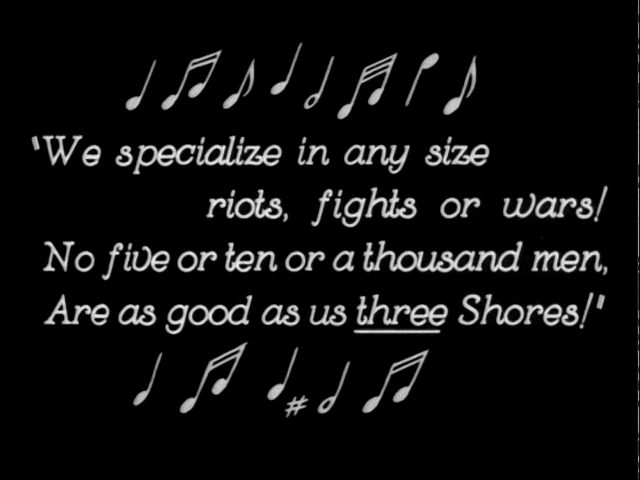 "We specialize in any size
riots, fights or wars!
No five or ten or a thousand men,
Are as good as us three Shores!"